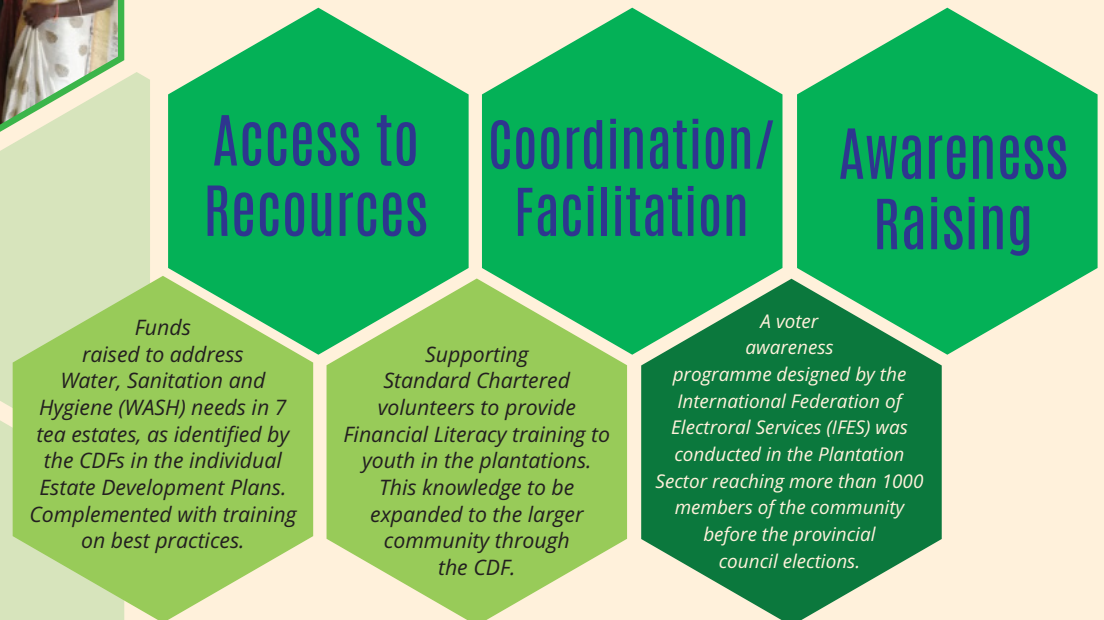 Access to
Recources
Coordination/
Facilitation
Awareness
Raising
Funds
raised to address
Water, Sanitation and
Hygiene (WASH) needs in 7
tea estates, as identified by
the CDFs in the individual
Estate Development Plans.
Complemented with training
on best practices.
Supporting
Standard Chartered
volunteers to provide
Financial Literacy training to
youth in the plantations.
This knowledge to be
expanded to the larger
community through
the CDF.
A voter
awareness
programme designed by the
International Federation of
Electroral Services (IFES) was
conducted in the Plantation
Sector reaching more than 1000
members of the community
before the provincial
council elections.